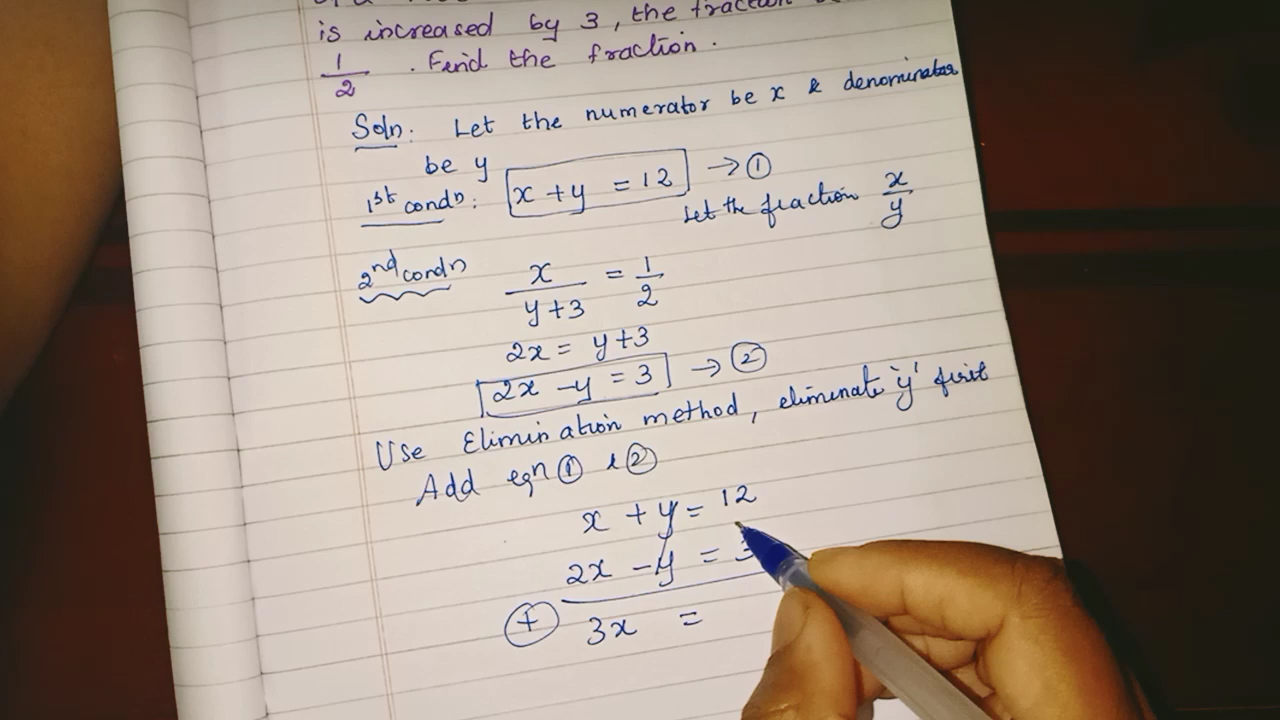 is increased by 3, the fraction
1/2 . Find the fraction.
Soln: Let the numerator be x & denominator
be y
1st condn: x + y = 12 → ①
Let the fraction x/y
2nd condn x/(y+3) = 1/2
2x = y+3
2x - y = 3 → ②
Use Elimination method, eliminate 'y' first
Add eqn ① & ②
x + y = 12
2x - y = 3
+ 3x =